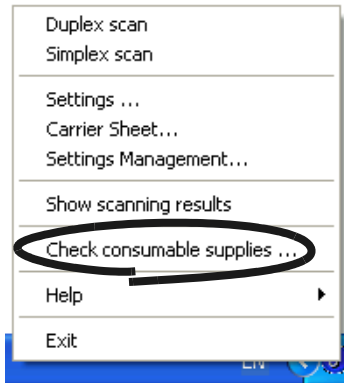 Duplex scan
Simplex scan
Settings ...
Carrier Sheet...
Settings Management...
Show scanning results
Check consumable supplies ...
Help
Exit
EN